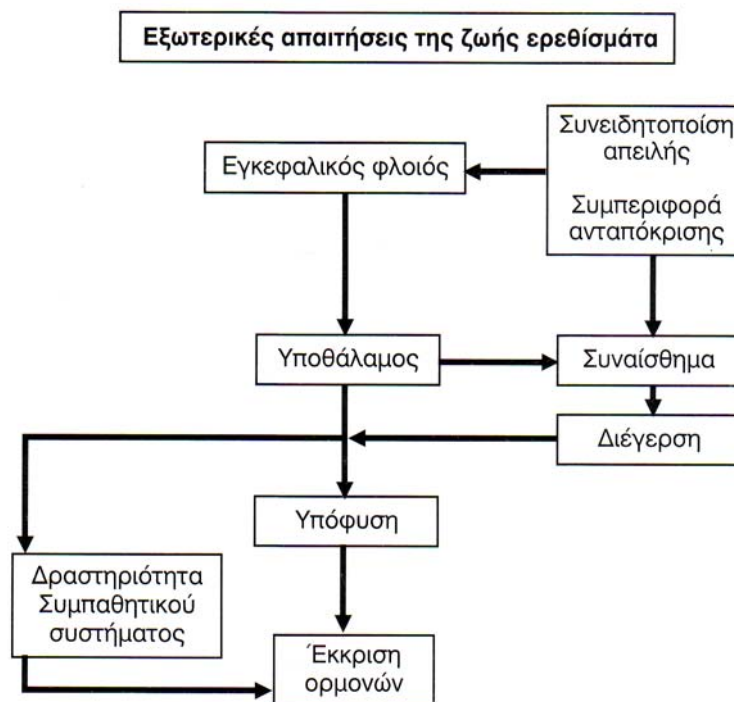 Εξωτερικές απαιτήσεις της ζωής ερεθίσματα
Συνειδητοποίση
απειλής
Εγκεφαλικός φλοιός
Συμπεριφορά
ανταπόκρισης
Υποθάλαμος
Συναίσθημα
Διέγερση
Υπόφυση
Δραστηριότητα
Συμπαθητικού
συστήματος
Έκκριση
ορμονών